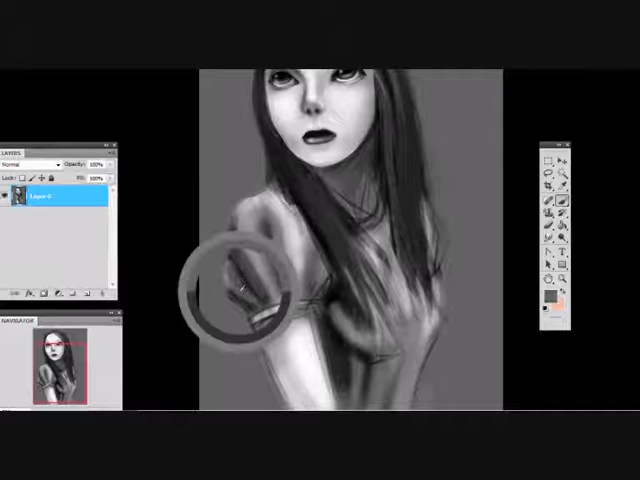 LAYERS
Normal
Opacity: 100%
Lock:
Fill: 100%
Layer 0
NAVIGATOR